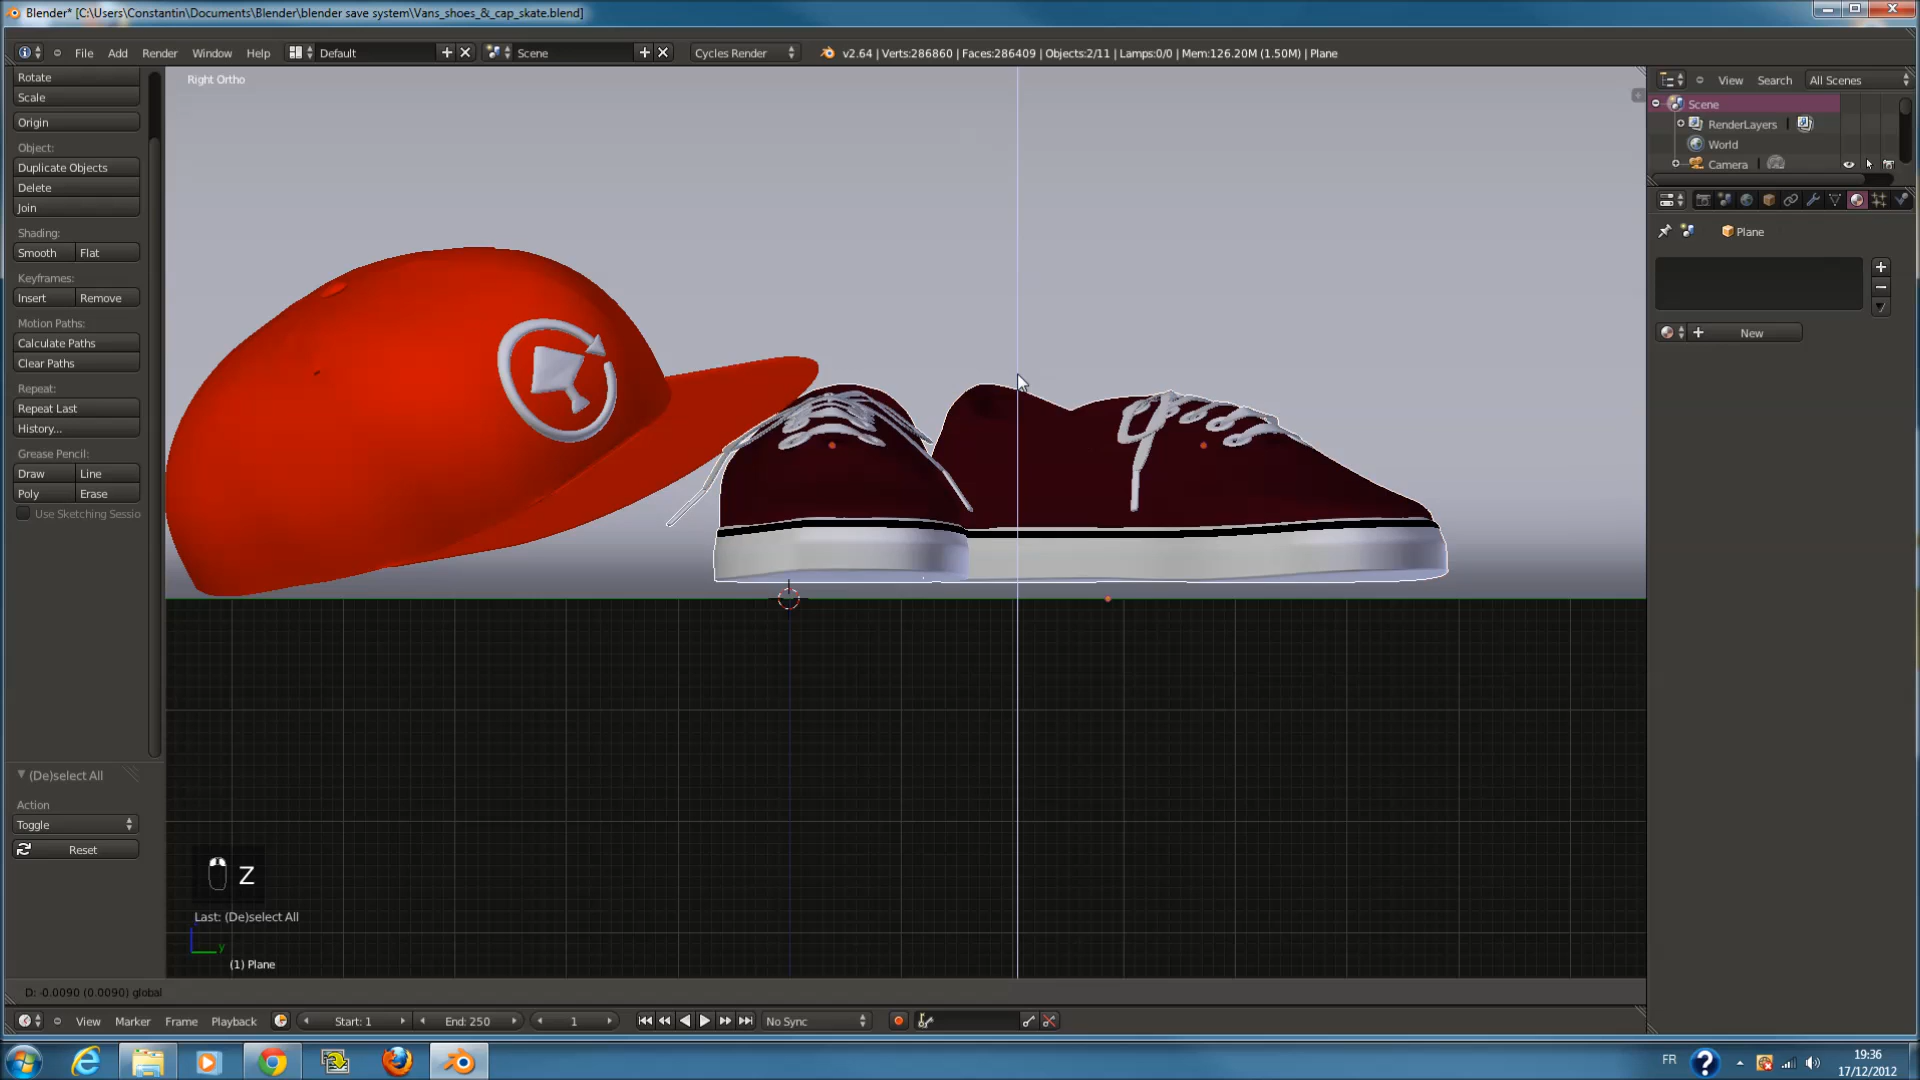 Blender* [C:\Users\Constantin\Documents\Blender\blender save system\Vans_shoes_&_cap_skate.blend]
File Add Render Window Help Default Scene Cycles Render v2.64 | Verts:286860 | Faces:286409 | Objects:2/11 | Lamps:0/0 | Mem:126.20M (1.50M) | Plane
Rotate
Scale
Origin
Object:
Duplicate Objects
Delete
Join
Shading:
Smooth Flat
Keyframes:
Insert Remove
Motion Paths:
Calculate Paths
Clear Paths
Repeat:
Repeat Last
History...
Grease Pencil:
Draw Line
Poly Erase
Use Sketching Sessio
(De)select All
Action
Toggle
Reset
Right Ortho
Z
Last: (De)select All
y
(1) Plane
View Search All Scenes
Scene
RenderLayers
World
Camera
Plane
New
D: -0.0090 (0.0090) global
View Marker Frame Playback Start: 1 End: 250 1 No Sync
FR ? 19:36
17/12/2012